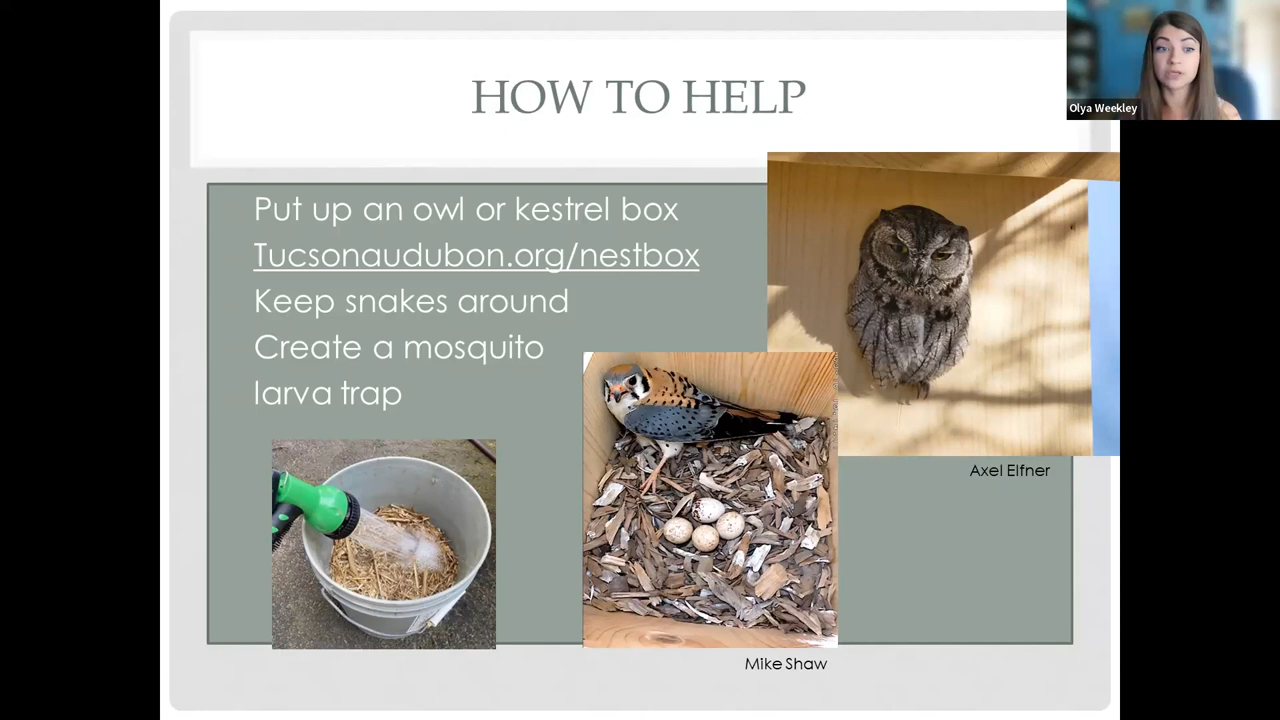 HOW TO HELP
Olya Weekley
Put up an owl or kestrel box
Tucsonaudubon.org/nestbox
Keep snakes around
Create a mosquito
larva trap
Axel Elfner
Mike Shaw